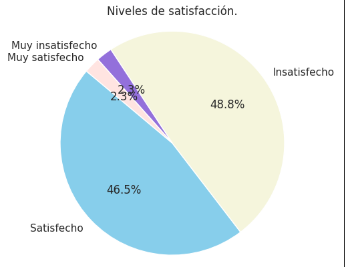 Niveles de satisfacción.
Muy insatisfecho
Muy satisfecho
Insatisfecho
2.3%
2.3%
48.8%
46.5%
Satisfecho